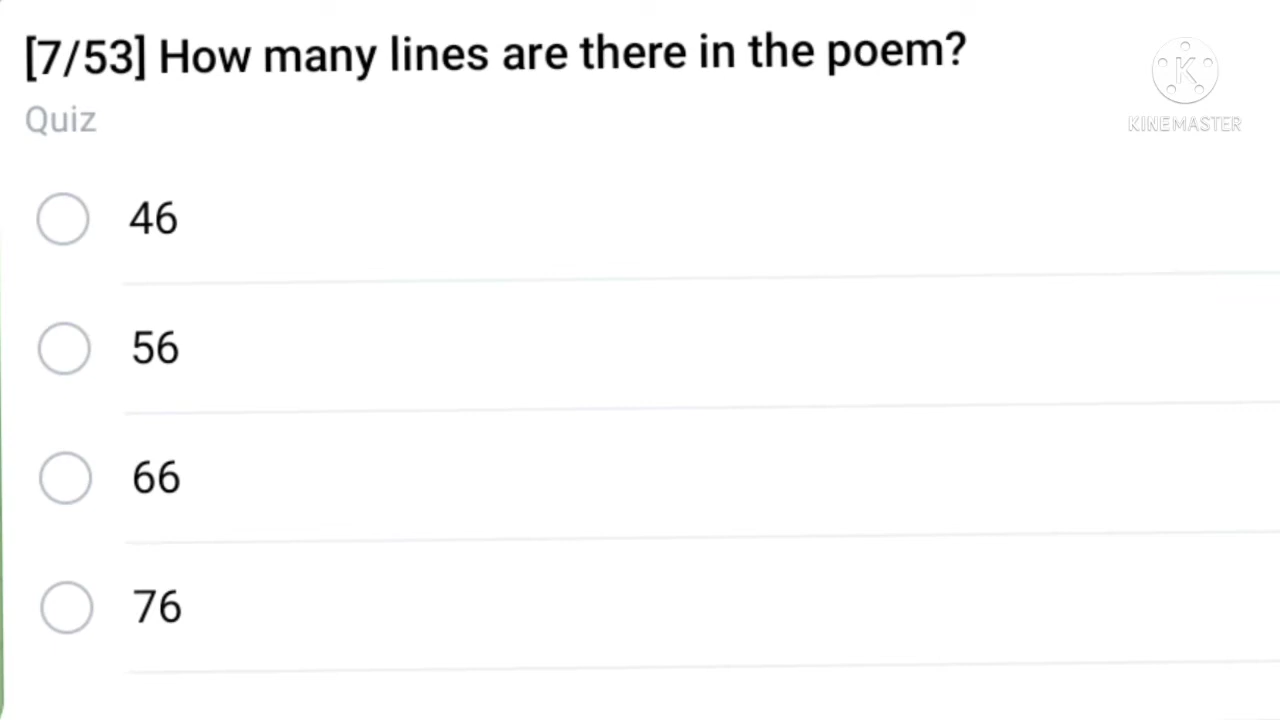 [7/53] How many lines are there in the poem?
Quiz
K
KINEMASTER
46
56
66
76